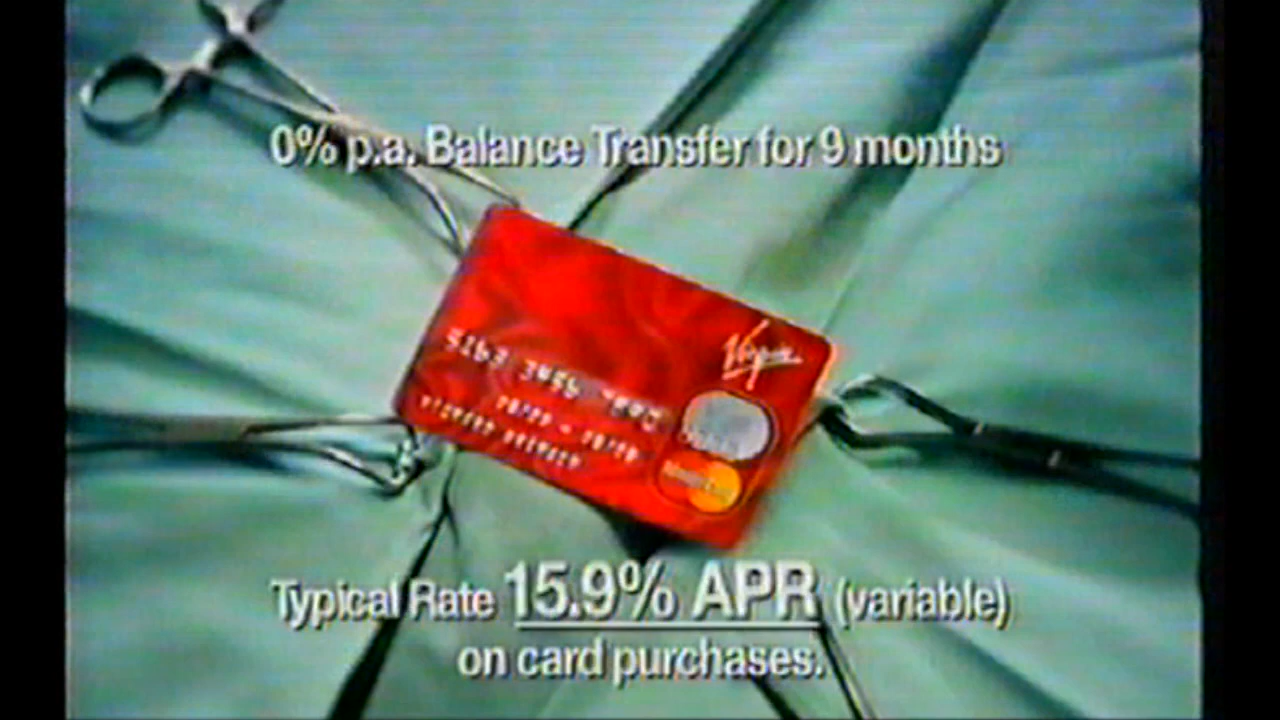 0% p.a. Balance Transfer for 9 months
Virgin
Typical Rate 15.9% APR (variable)
on card purchases.